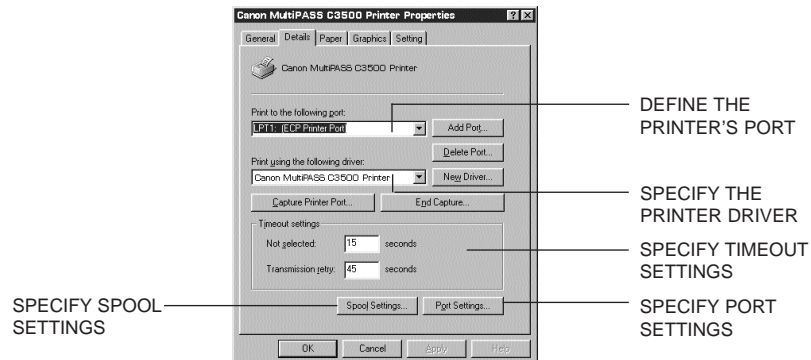 Canon MultiPASS C3500 Printer Properties
General Details Paper Graphics Setting
Canon MultiPASS C3500 Printer
Print to the following port:
LPT1: (ECP Printer Port)
Add Port...
Delete Port...
Print using the following driver:
Canon MultiPASS C3500 Printer
New Driver...
Capture Printer Port...
End Capture...
Timeout settings
Not selected: 15 seconds
Transmission retry: 45 seconds
Spool Settings...
Port Settings...
OK
Cancel
Apply
Help
DEFINE THE
PRINTER'S PORT
SPECIFY THE
PRINTER DRIVER
SPECIFY TIMEOUT
SETTINGS
SPECIFY PORT
SETTINGS
SPECIFY SPOOL
SETTINGS